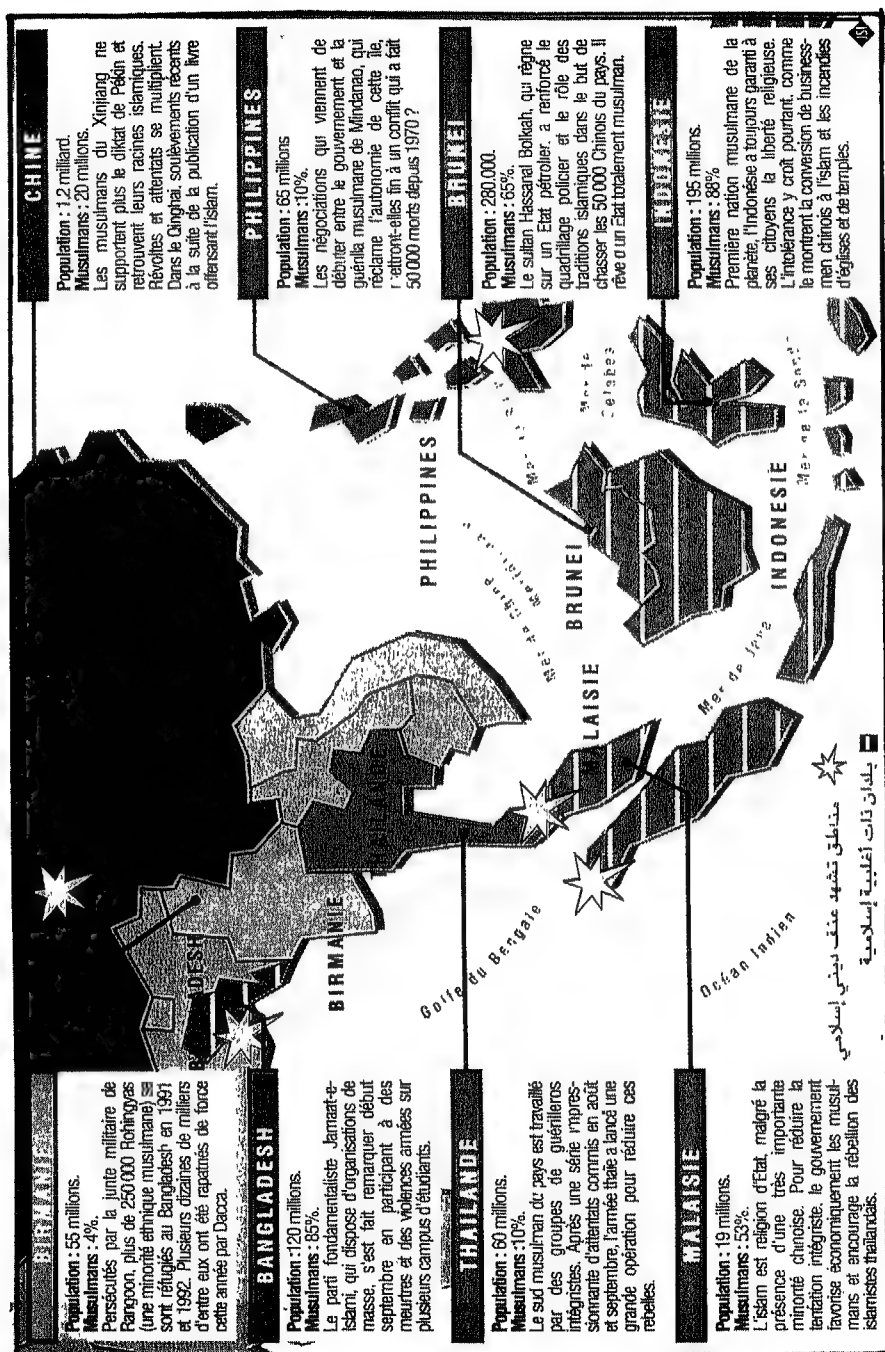 BIRMANIE
Population : 55 millions.
Musulmans : 4%.
Persécutés par la junte militaire de
Rangoon, plus de 250 000 Rohingyas
(une minorité ethnique musulmane) se
sont réfugiés au Bangladesh en 1991
et 1992. Plusieurs dizaines de milliers
d'entre eux ont été rapatriés de force
cette année par Dacca.
BANGLADESH
Population :120 millions.
Musulmans : 85%.
Le parti fondamentaliste Jamaat-e-
Islami, qui dispose d'organisations de
masse, s'est fait remarquer début
septembre en participant à des
meurtres et des violences armées sur
plusieurs campus d'étudiants.
THAILANDE
Population : 60 millions.
Musulmans :10%.
Le sud musulman du pays est travaillé
par des groupes de guérilleros
intégristes. Après une série impres-
sionnante d'attentats commis en août
et septembre, l'armée thaïe a lancé une
grande opération pour réduire ces
rebelles.
MALAISIE
Population : 19 millions.
Musulmans : 53%.
L'islam est religion d'Etat, malgré la
présence d'une très importante
minorité chinoise. Pour réduire la
tentation intégriste, le gouvernement
favorise économiquement les musul-
mans et encourage la rébellion des
islamistes thaïlandais.
DESH
BIRMANIE
THAILANDE
Golfe du Bengale
Océan Indien
LAISIE
PHILIPPINES
Mer de Chine
BRUNEI
Mer de Java
INDONESIE
Mer de
Celebes
Mer de la Sonde
مناطق تشهد عنف ديني إسلامي
بلدان ذات أغلبية إسلامية
CHINE
Population : 1,2 milliard.
Musulmans : 20 millions.
Les musulmans du Xinjiang ne
supportent plus le diktat de Pékin et
retrouvent leurs racines islamiques.
Révoltes et attentats se multiplient.
Dans le Qinghai, soulèvements récents
à la suite de la publication d'un livre
offensant l'islam.
PHILIPPINES
Population : 65 millions
Musulmans :10%.
Les négociations qui viennent de
débuter entre le gouvernement et la
guérilla musulmane de Mindanao, qui
réclame l'autonomie de cette île,
mettront-elles fin à un conflit qui a fait
50 000 morts depuis 1970 ?
BRUNEI
Population : 280.000.
Musulmans : 65%.
Le sultan Hassanal Bolkiah, qui règne
sur un Etat pétrolier, a renforcé le
quadrillage policier et le rôle des
traditions islamiques dans le but de
chasser les 50 000 Chinois du pays. Il
rêve d'un Etat totalement musulman.
INDONESIE
Population : 195 millions.
Musulmans : 88%
Première nation musulmane de la
planète, l'Indonésie a toujours garanti à
ses citoyens la liberté religieuse.
L'intolérance y croît pourtant, comme
le montrent la conversion de business-
men chinois à l'islam et les incendies
d'églises et de temples.